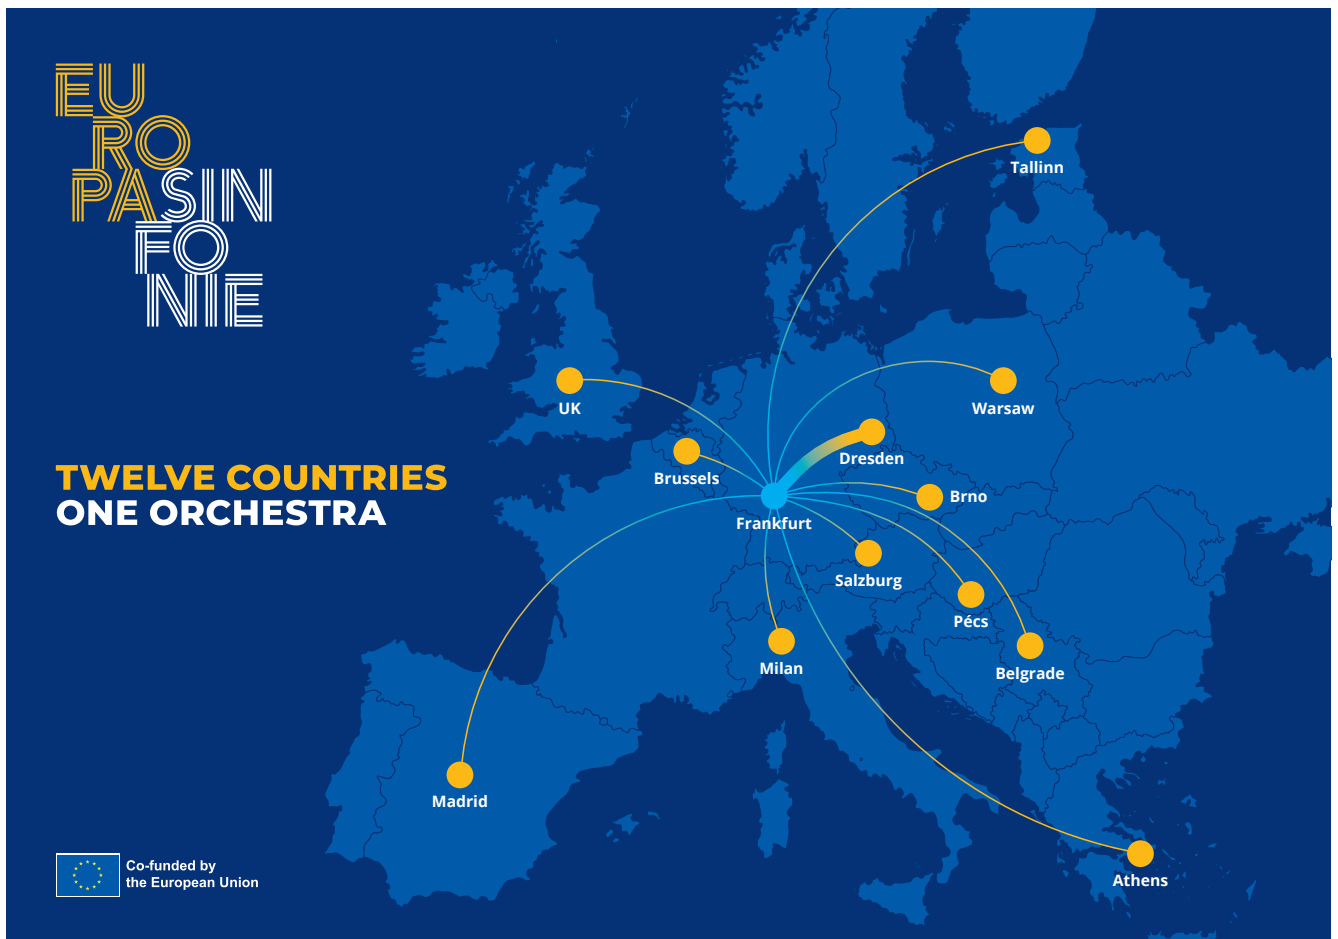 EU
RO
PASIN
FO
NIE
TWELVE COUNTRIES
ONE ORCHESTRA
Tallinn
UK
Warsaw
Brussels
Dresden
Brno
Frankfurt
Salzburg
Pécs
Milan
Belgrade
Madrid
Athens
Co-funded by
the European Union